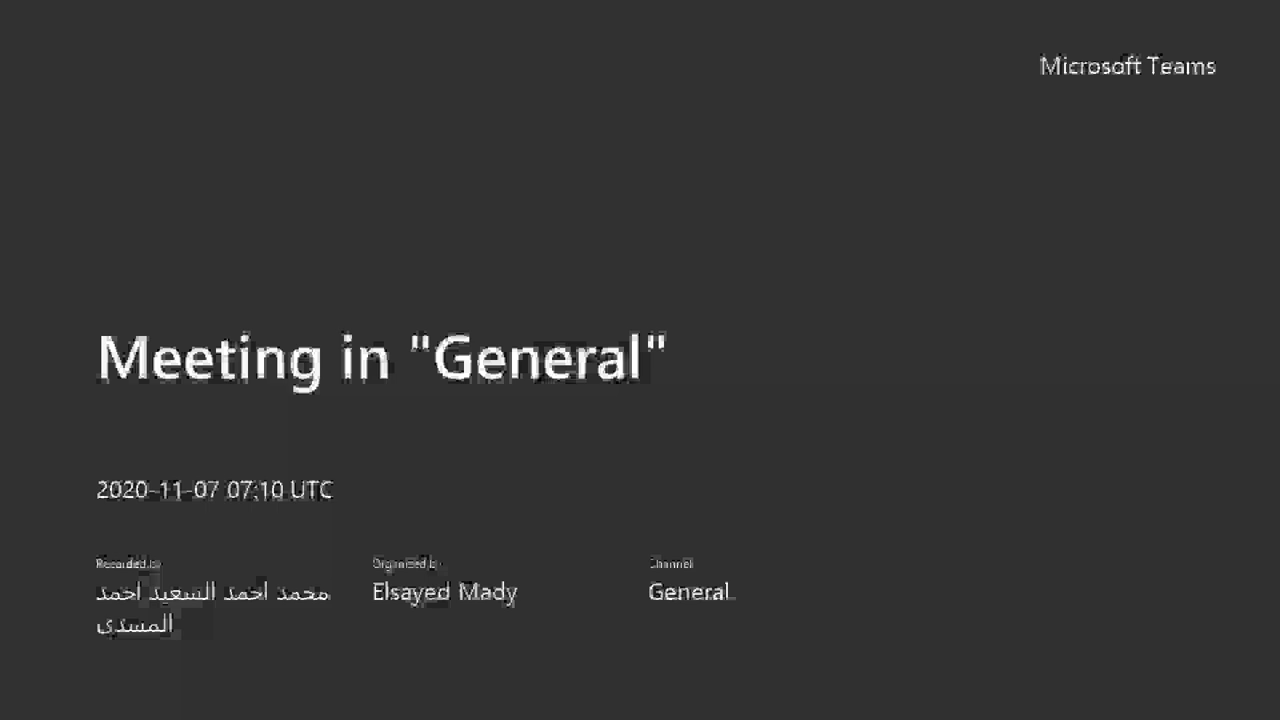 Microsoft Teams
Meeting in "General"
2020-11-07 07:10 UTC
Recorded by
محمد احمد السعيد احمد
المسدى
Organized by
Elsayed Mady
Channel
General